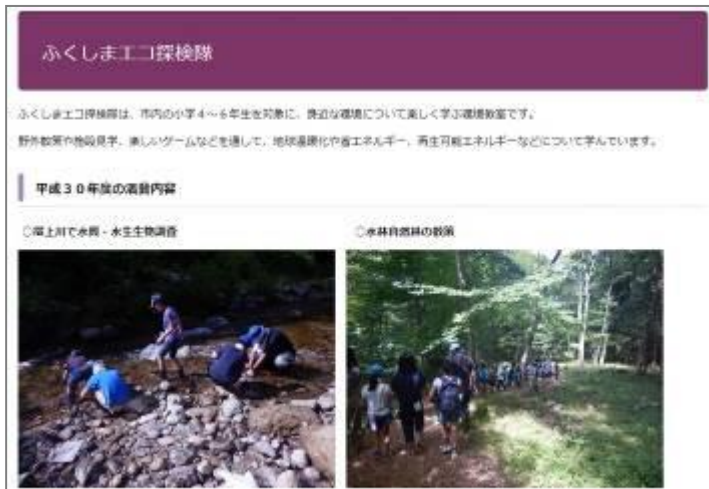 ふくしまエコ探検隊
ふくしまエコ探検隊は、市内の小学4~6年生を対象に、身近な環境について楽しく学ぶ環境教室です。
野外散策や施設見学、楽しいゲームなどを通して、地球温暖化や省エネルギー、再生可能エネルギーなどについて学んでいます。
平成30年度の活動内容
○摺上川で水質・水生生物調査
○水林自然林の散策